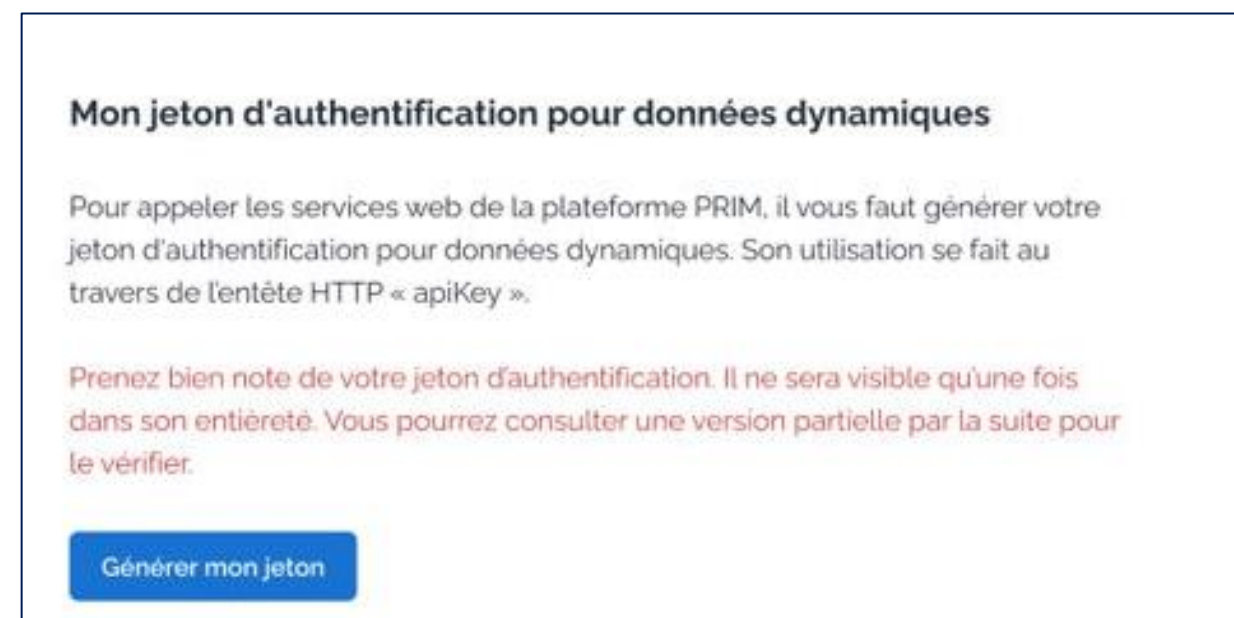 Mon jeton d'authentification pour données dynamiques
Pour appeler les services web de la plateforme PRIM, il vous faut générer votre
jeton d'authentification pour données dynamiques. Son utilisation se fait au
travers de l'entête HTTP « apiKey ».
Prenez bien note de votre jeton d'authentification. Il ne sera visible qu'une fois
dans son entièreté. Vous pourrez consulter une version partielle par la suite pour
le vérifier.
Générer mon jeton